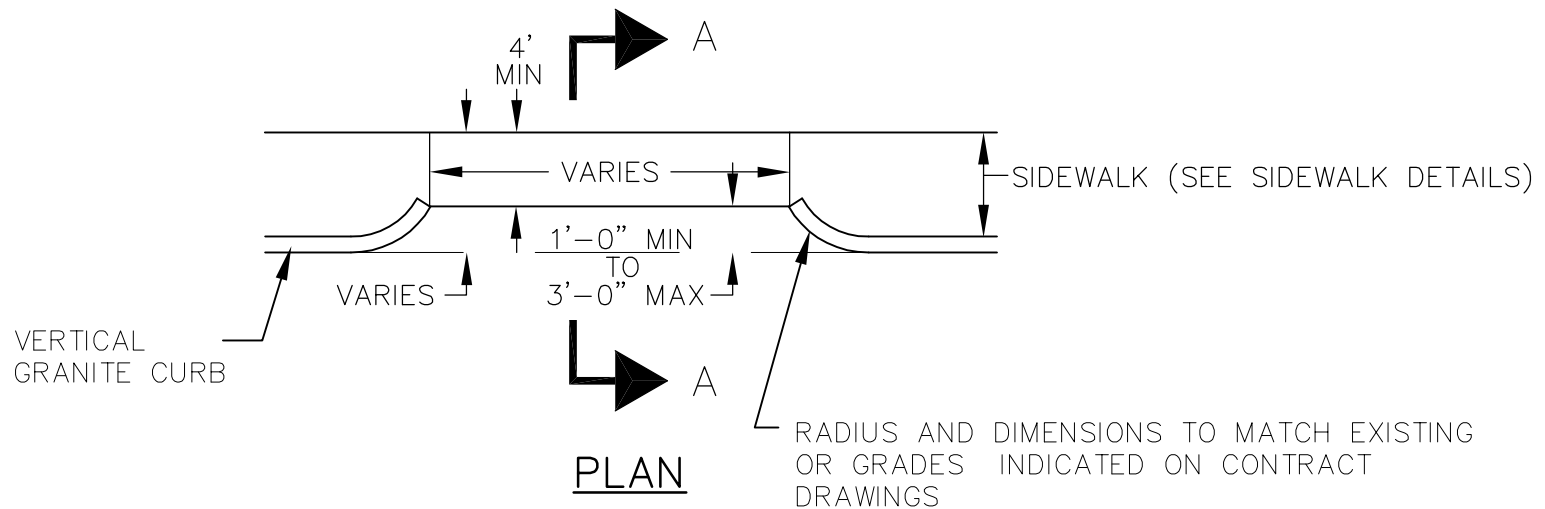 A
4'
MIN
VARIES
SIDEWALK (SEE SIDEWALK DETAILS)
1'-0" MIN
TO
3'-0" MAX
VARIES
VERTICAL
GRANITE CURB
A
RADIUS AND DIMENSIONS TO MATCH EXISTING
OR GRADES INDICATED ON CONTRACT
DRAWINGS
PLAN